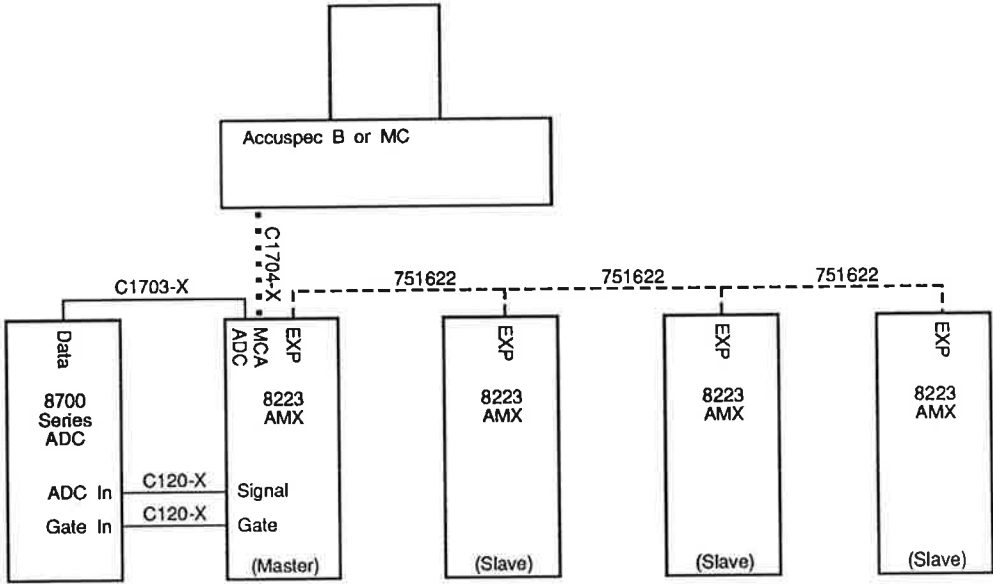 Accuspec B or MC
C1704-X
C1703-X
751622
751622
751622
Data
8700
Series
ADC
ADC In
Gate In
C120-X
C120-X
ADC
MCA
EXP
8223
AMX
Signal
Gate
(Master)
EXP
8223
AMX
(Slave)
EXP
8223
AMX
(Slave)
EXP
8223
AMX
(Slave)